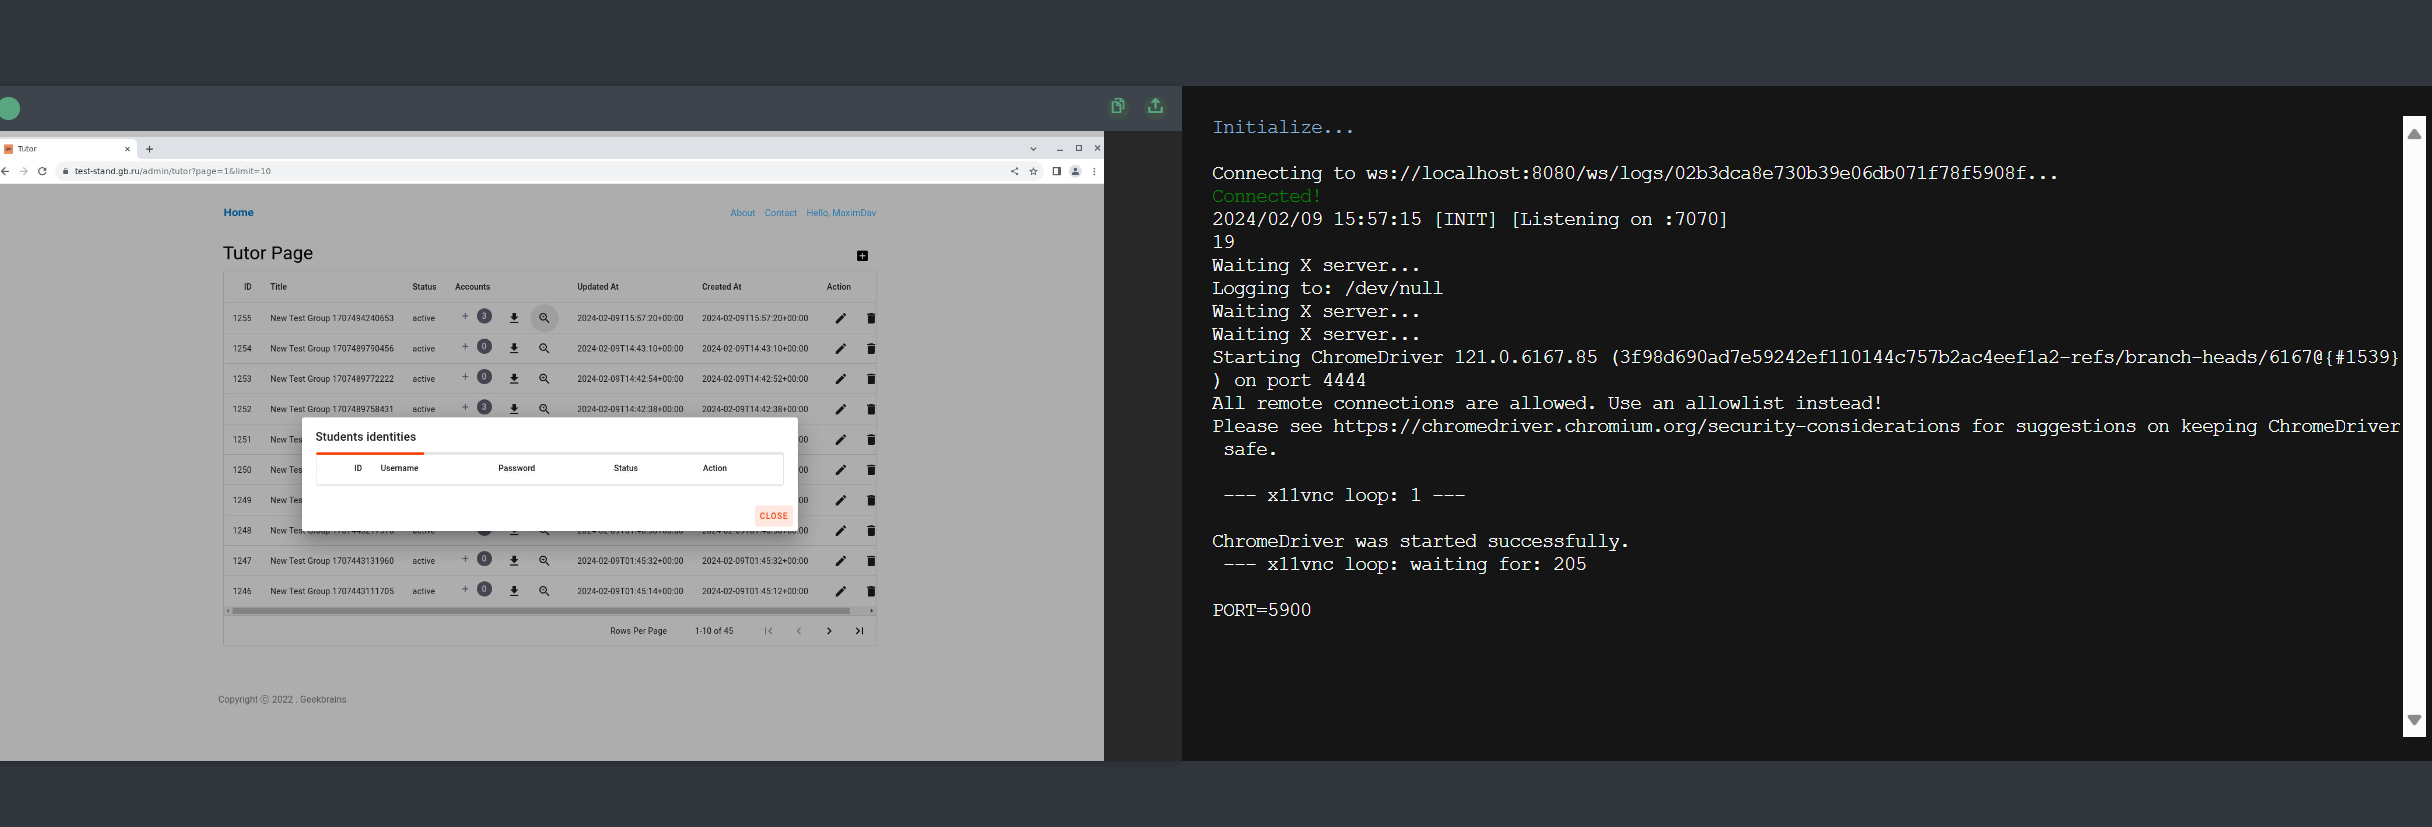 Tutor
test-stand.gb.ru/admin/tutor?page=1&limit=10
Home About Contact Hello, MaximDav
Tutor Page
ID Title Status Accounts Updated At Created At Action
1255 New Test Group 1707494240653 active + 3 2024-02-09T15:57:20+00:00 2024-02-09T15:57:20+00:00
1254 New Test Group 1707489790456 active + 0 2024-02-09T14:43:10+00:00 2024-02-09T14:43:10+00:00
1253 New Test Group 1707489772222 active + 0 2024-02-09T14:42:54+00:00 2024-02-09T14:42:52+00:00
1252 New Test Group 1707489758431 active + 3 2024-02-09T14:42:38+00:00 2024-02-09T14:42:38+00:00
1251 New Tes :00
1250 New Tes :00
1249 New Tes :00
1248 New Test
Students identities
ID Username Password Status Action
CLOSE
1247 New Test Group 1707443131960 active + 0 2024-02-09T01:45:32+00:00 2024-02-09T01:45:32+00:00
1246 New Test Group 1707443111705 active + 0 2024-02-09T01:45:14+00:00 2024-02-09T01:45:12+00:00
Rows Per Page 1-10 of 45
Copyright © 2022 . Geekbrains
Initialize...
Connecting to ws://localhost:8080/ws/logs/02b3dca8e730b39e06db071f78f5908f...
Connected!
2024/02/09 15:57:15 [INIT] [Listening on :7070]
19
Waiting X server...
Logging to: /dev/null
Waiting X server...
Waiting X server...
Starting ChromeDriver 121.0.6167.85 (3f98d690ad7e59242ef110144c757b2ac4eef1a2-refs/branch-heads/6167@{#1539}
) on port 4444
All remote connections are allowed. Use an allowlist instead!
Please see https://chromedriver.chromium.org/security-considerations for suggestions on keeping ChromeDriver
safe.
--- x11vnc loop: 1 ---
ChromeDriver was started successfully.
--- x11vnc loop: waiting for: 205
PORT=5900